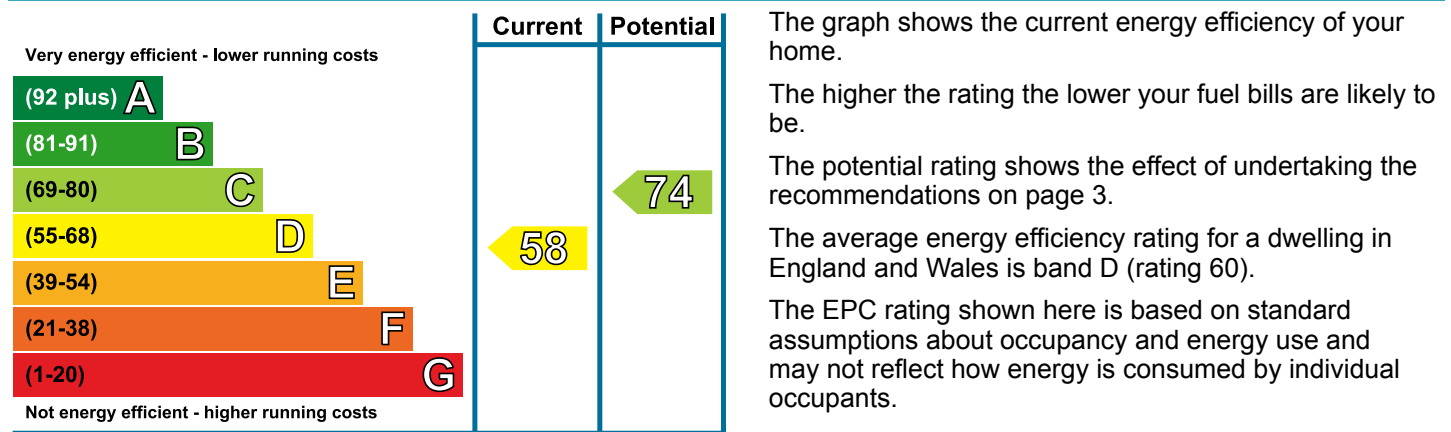 Current Potential
Very energy efficient - lower running costs
(92 plus) A
(81-91) B
(69-80) C
74
(55-68) D
58
(39-54) E
(21-38) F
(1-20) G
Not energy efficient - higher running costs
The graph shows the current energy efficiency of your
home.
The higher the rating the lower your fuel bills are likely to
be.
The potential rating shows the effect of undertaking the
recommendations on page 3.
The average energy efficiency rating for a dwelling in
England and Wales is band D (rating 60).
The EPC rating shown here is based on standard
assumptions about occupancy and energy use and
may not reflect how energy is consumed by individual
occupants.